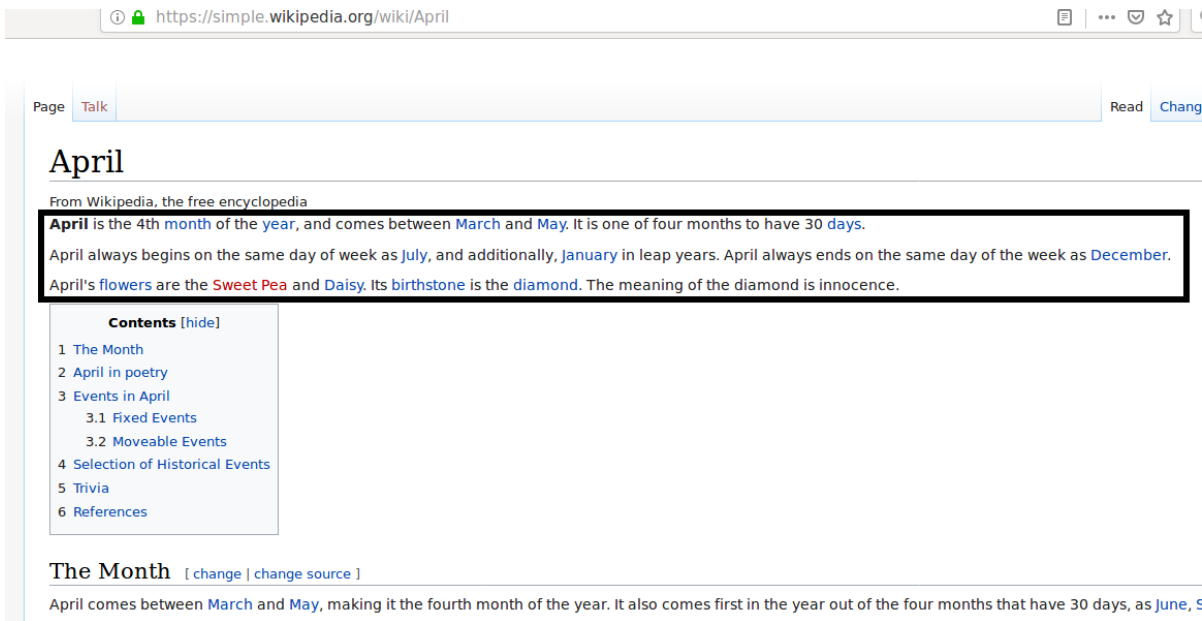 https://simple.wikipedia.org/wiki/April
Page Talk Read Chang
April
From Wikipedia, the free encyclopedia
April is the 4th month of the year, and comes between March and May. It is one of four months to have 30 days.
April always begins on the same day of week as July, and additionally, January in leap years. April always ends on the same day of the week as December.
April's flowers are the Sweet Pea and Daisy. Its birthstone is the diamond. The meaning of the diamond is innocence.
Contents [hide]
1 The Month
2 April in poetry
3 Events in April
3.1 Fixed Events
3.2 Moveable Events
4 Selection of Historical Events
5 Trivia
6 References
The Month [ change | change source ]
April comes between March and May, making it the fourth month of the year. It also comes first in the year out of the four months that have 30 days, as June, S